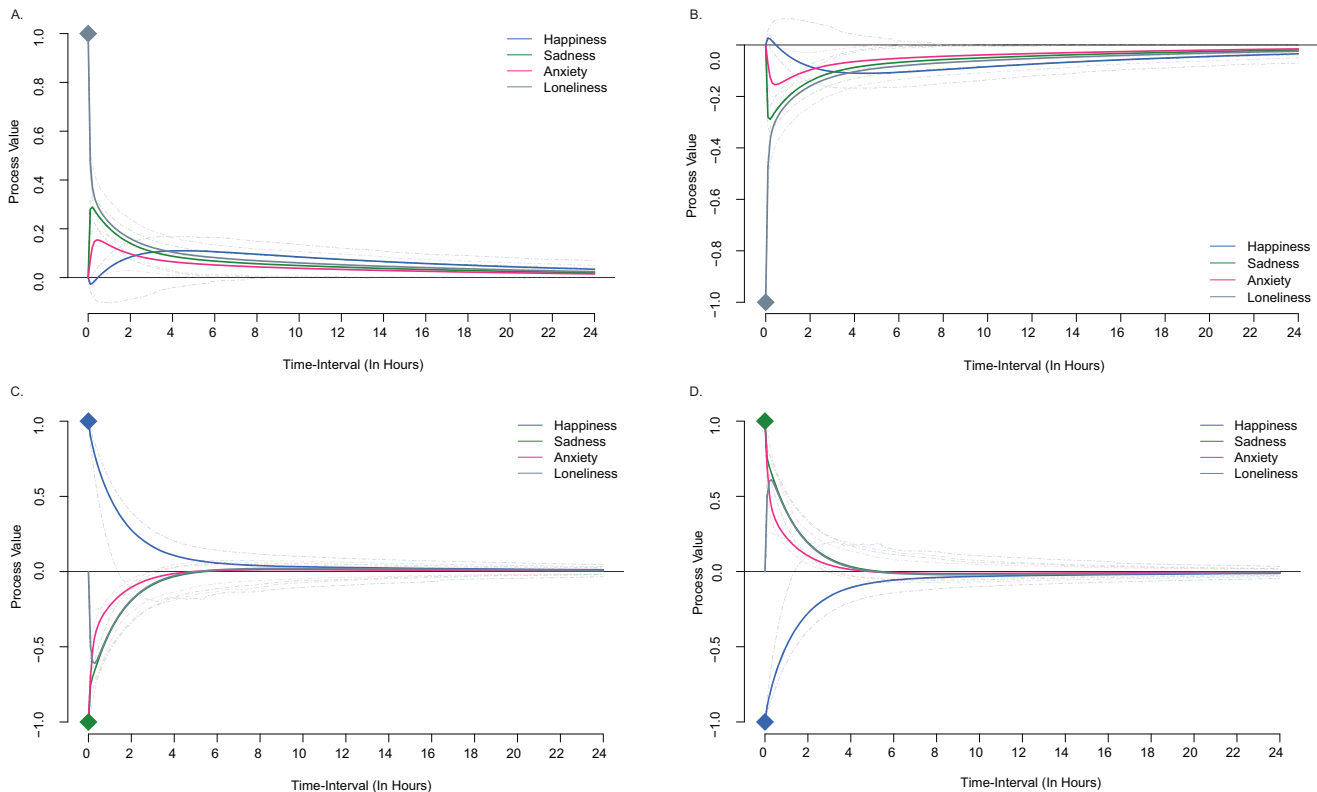 A.
1.0
0.8
0.6
0.4
0.2
0.0
Process Value
Happiness
Sadness
Anxiety
Loneliness
0 2 4 6 8 10 12 14 16 18 20 22 24
Time-Interval (In Hours)
B.
0.0
−0.2
−0.4
−0.6
−0.8
−1.0
Process Value
Happiness
Sadness
Anxiety
Loneliness
0 2 4 6 8 10 12 14 16 18 20 22 24
Time-Interval (In Hours)
C.
1.0
0.5
0.0
−0.5
−1.0
Process Value
Happiness
Sadness
Anxiety
Loneliness
0 2 4 6 8 10 12 14 16 18 20 22 24
Time-Interval (In Hours)
D.
1.0
0.5
0.0
−0.5
−1.0
Process Value
Happiness
Sadness
Anxiety
Loneliness
0 2 4 6 8 10 12 14 16 18 20 22 24
Time-Interval (In Hours)